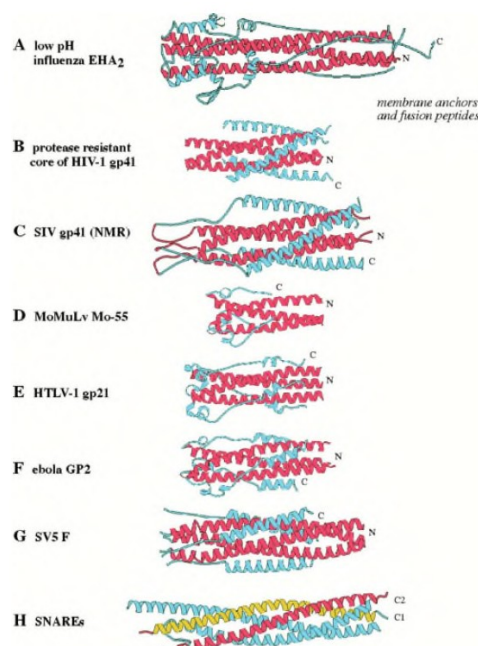 A low pH
influenza EHA2
C
C
N
membrane anchors
and fusion peptides
B protease resistant
core of HIV-1 gp41
N
C
C SIV gp41 (NMR)
N
C
D MoMuLv Mo-55
C
N
E HTLV-1 gp21
C
N
F ebola GP2
N
C
G SV5 F
C
N
H SNAREs
C2
C1